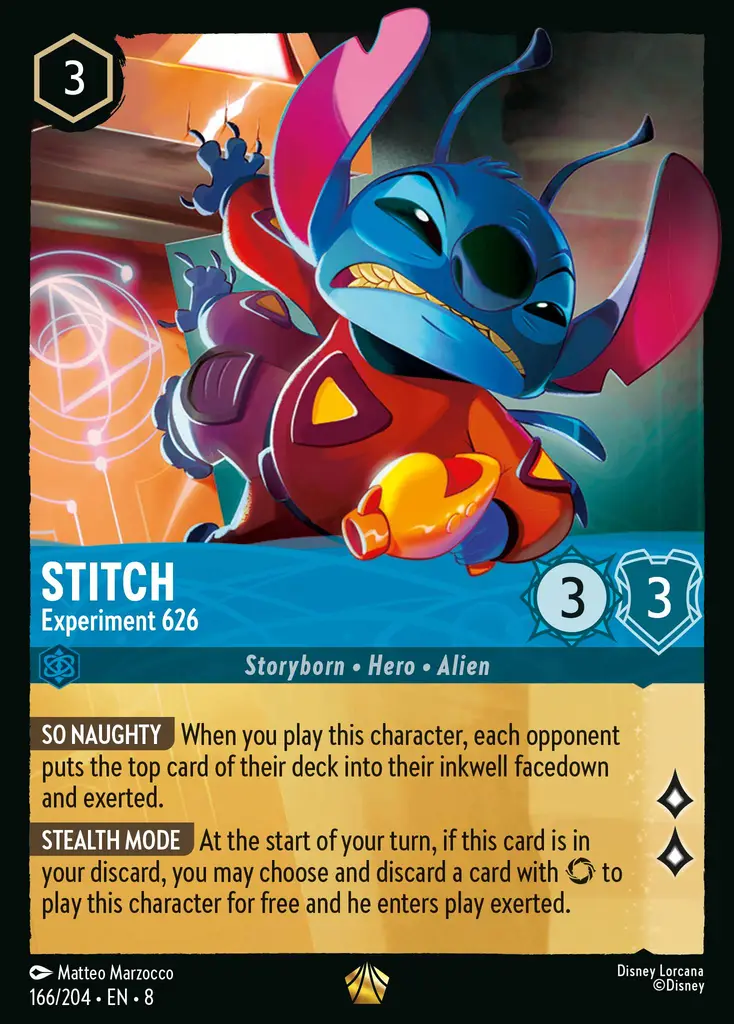 3
STITCH
Experiment 626
3 3
Storyborn • Hero • Alien
SO NAUGHTY When you play this character, each opponent
puts the top card of their deck into their inkwell facedown
and exerted.
STEALTH MODE At the start of your turn, if this card is in
your discard, you may choose and discard a card with to
play this character for free and he enters play exerted.
Matteo Marzocco
166/204 • EN • 8
Disney Lorcana
©Disney